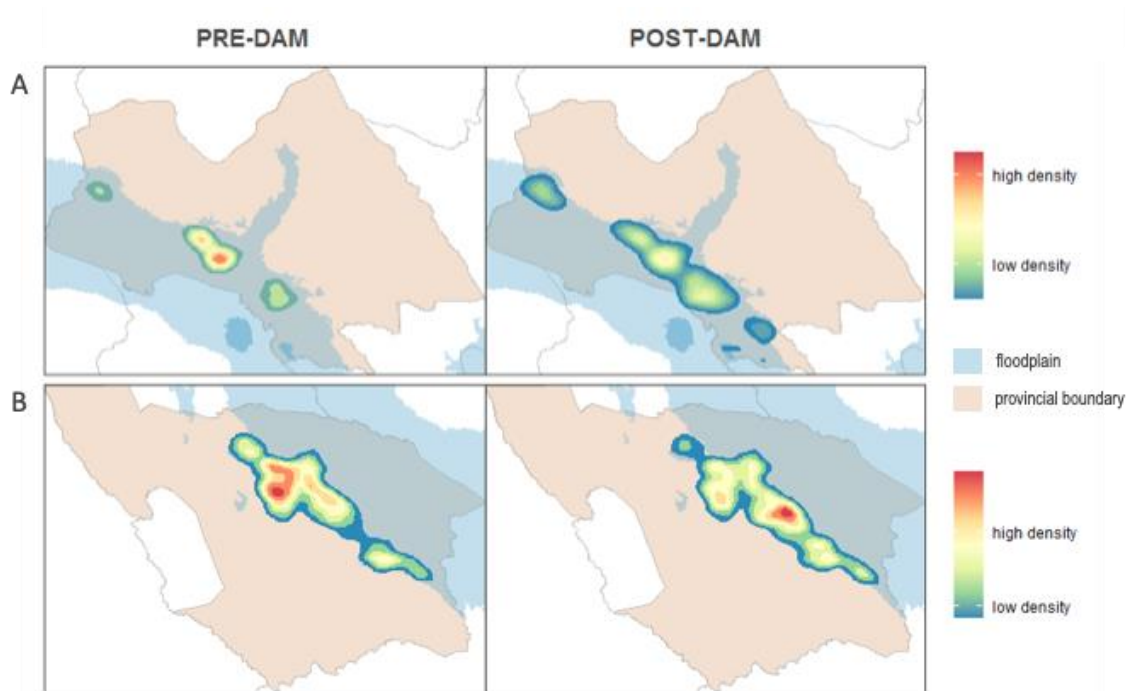 PRE-DAM
POST-DAM
A
high density
low density
floodplain
provincial boundary
B
high density
low density